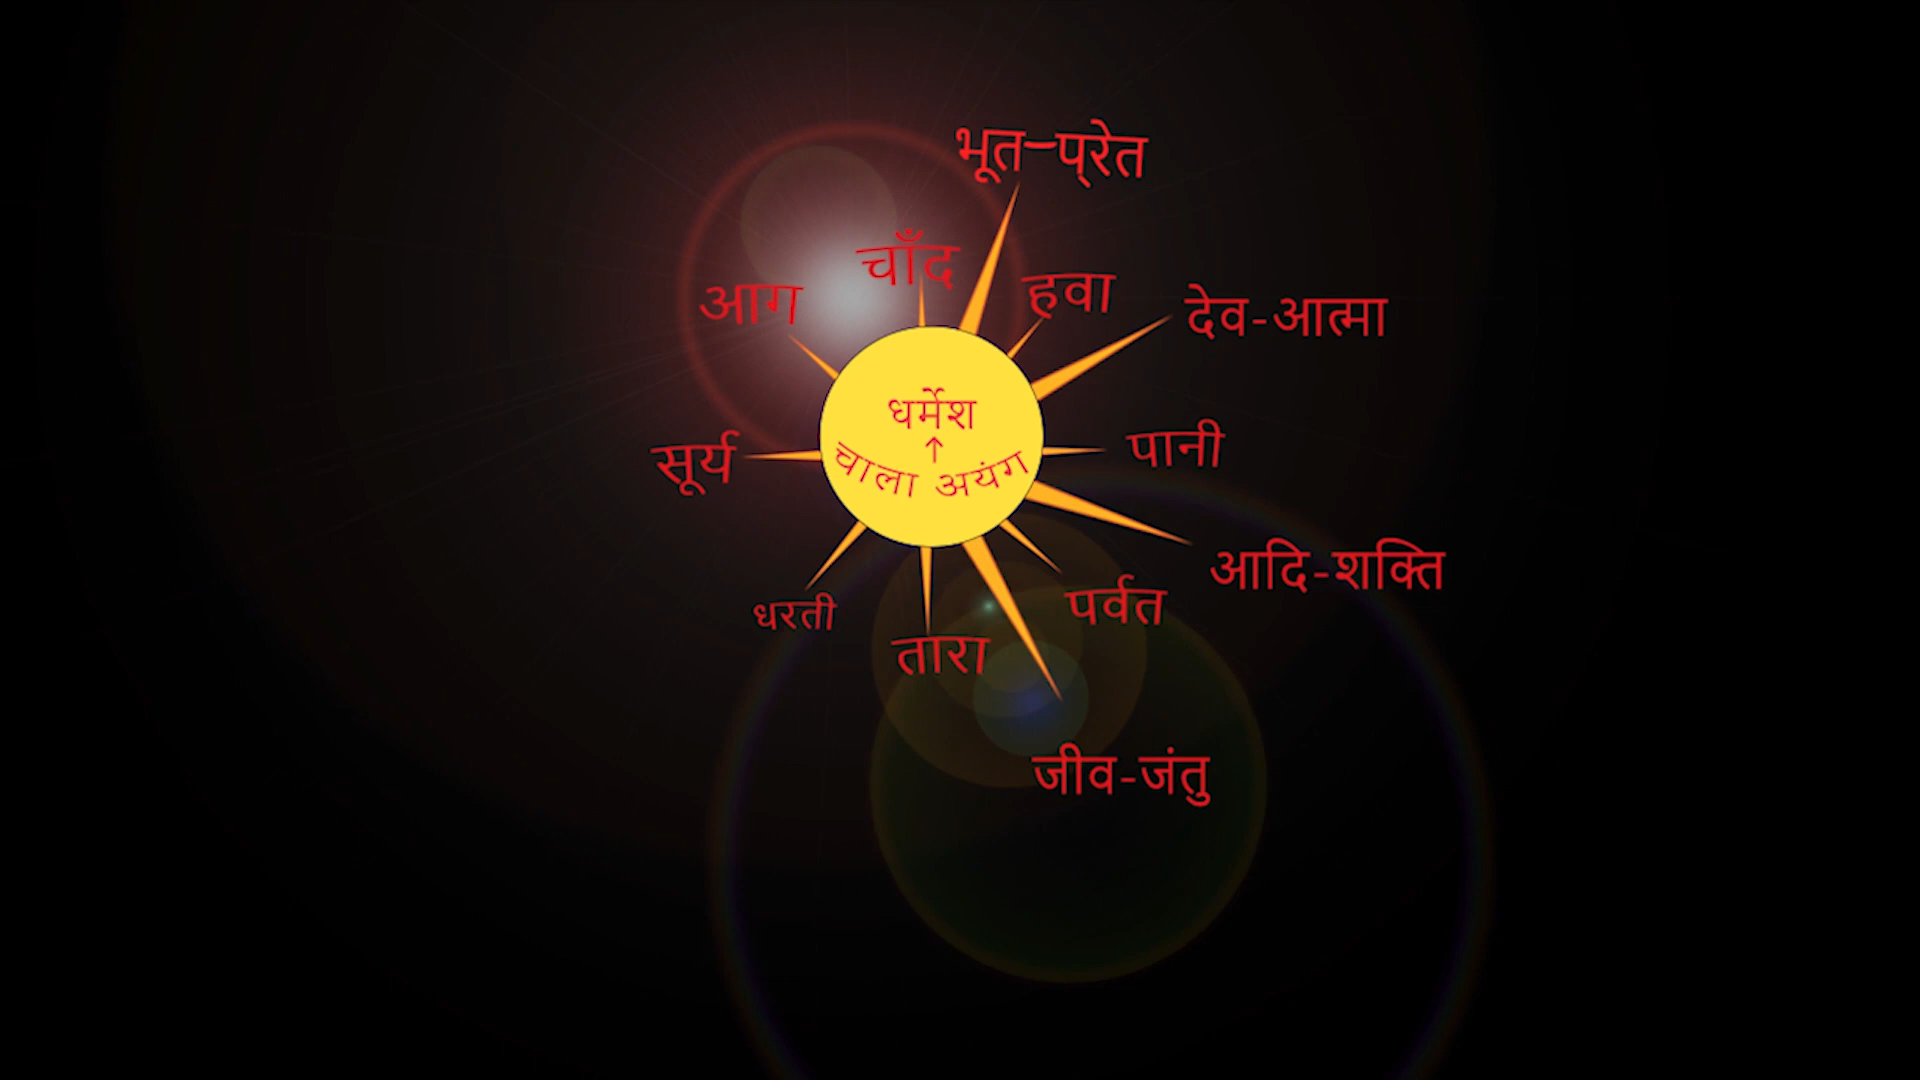 भूत-प्रेत
चाँद
आग
हवा
देव-आत्मा
धर्मेश
↑
चाला अयंग
सूर्य
पानी
आदि-शक्ति
धरती
पर्वत
तारा
जीव-जंतु